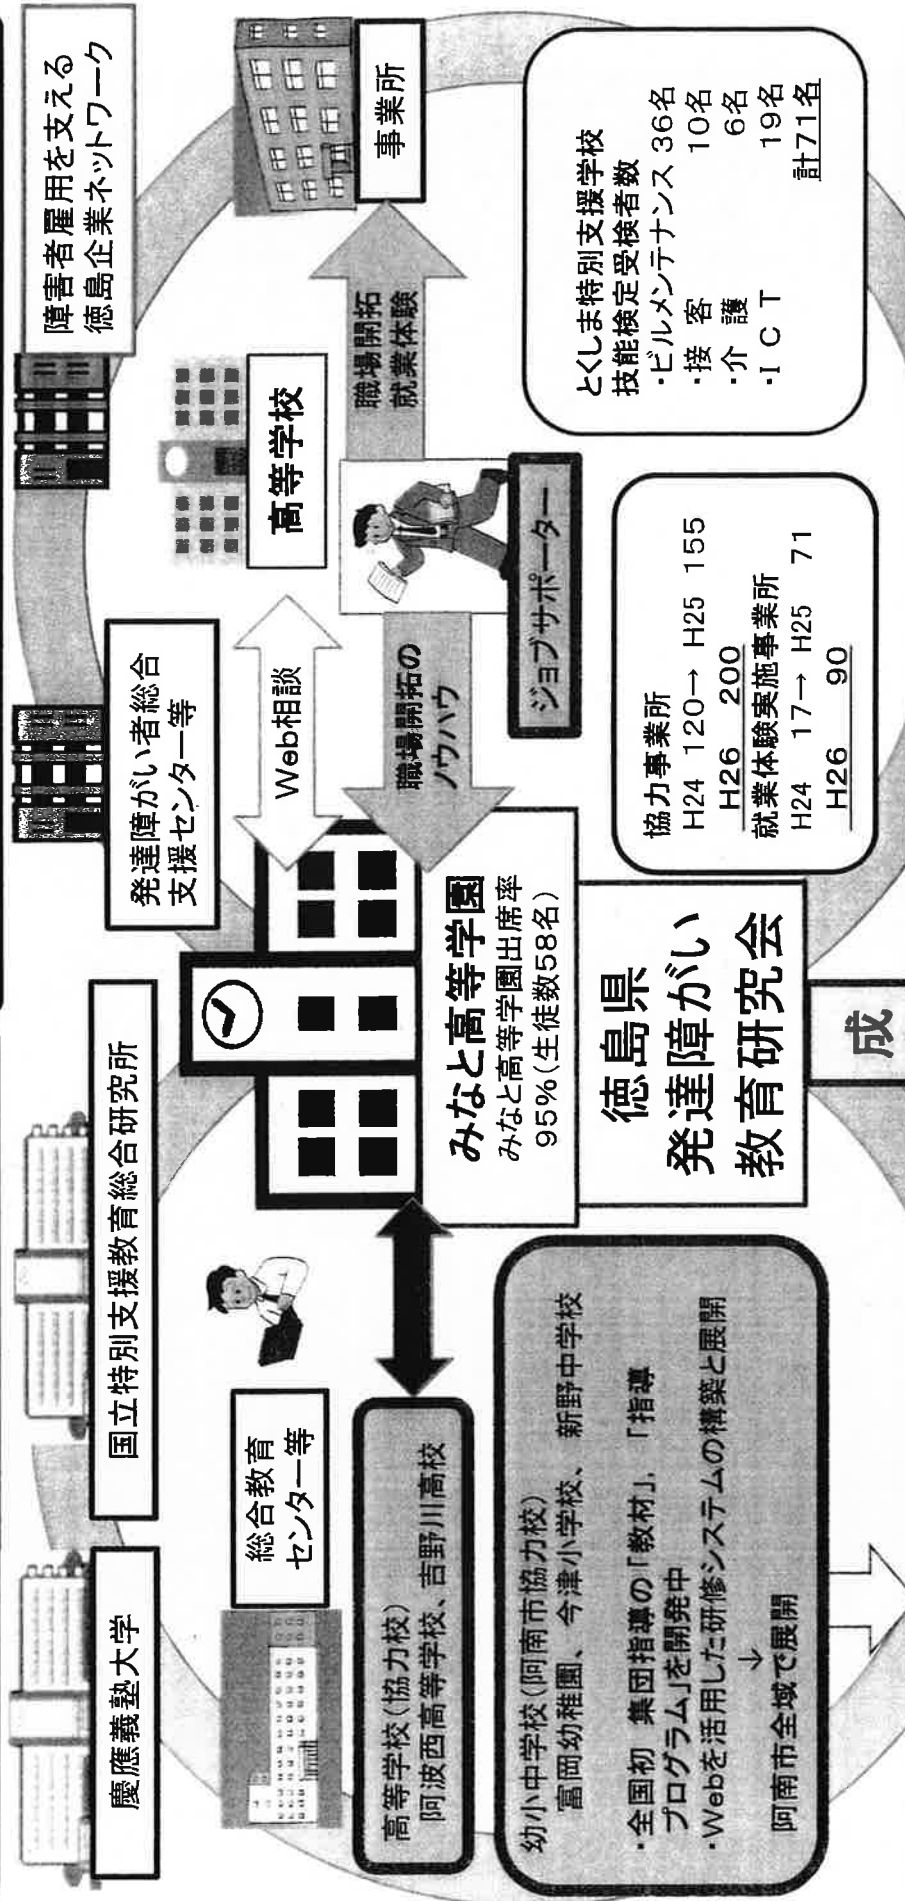 慶應義塾大学
国立特別支援教育総合研究所
発達障がい者総合
支援センター等
障害者雇用を支える
徳島企業ネットワーク
総合教育
センター等
Web相談
高等学校
事業所
高等学校(協力校)
阿波西高等学校、吉野川高校
職場開拓の
ノウハウ
職場開拓
就業体験
ジョブサポーター
みなと高等学園
みなと高等学園出席率
95%(生徒数58名)
徳島県
発達障がい
教育研究会
幼小中学校(阿南市協力校)
富岡幼稚園、今津小学校、 新野中学校
・全国初 集団指導の「教材」、「指導
プログラム」を開発中
・Webを活用した研修システムの構築と展開
↓
阿南市全域で展開
協力事業所
H24 120→ H25 155
H26 200
就業体験実施事業所
H24 17→ H25 71
H26 90
とくしま特別支援学校
技能検定受検者数
・ビルメンテナンス 36名
・接 客 10名
・介 護 6名
・I C T 19名
計71名
成